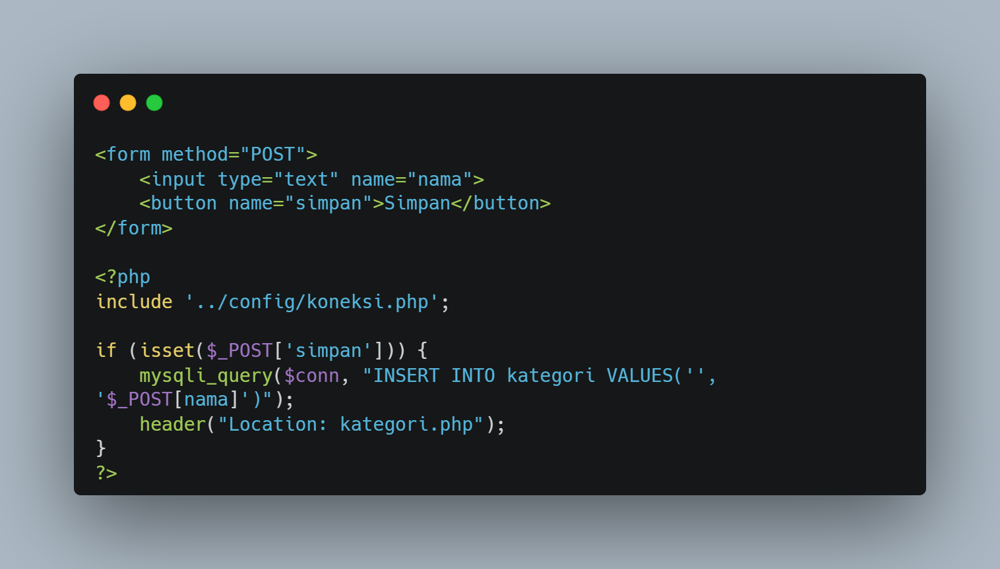 <form method="POST">
    <input type="text" name="nama">
    <button name="simpan">Simpan</button>
</form>

<?php
include '../config/koneksi.php';

if (isset($_POST['simpan'])) {
    mysqli_query($conn, "INSERT INTO kategori VALUES('',
'$_POST[nama]')");
    header("Location: kategori.php");
}
?>